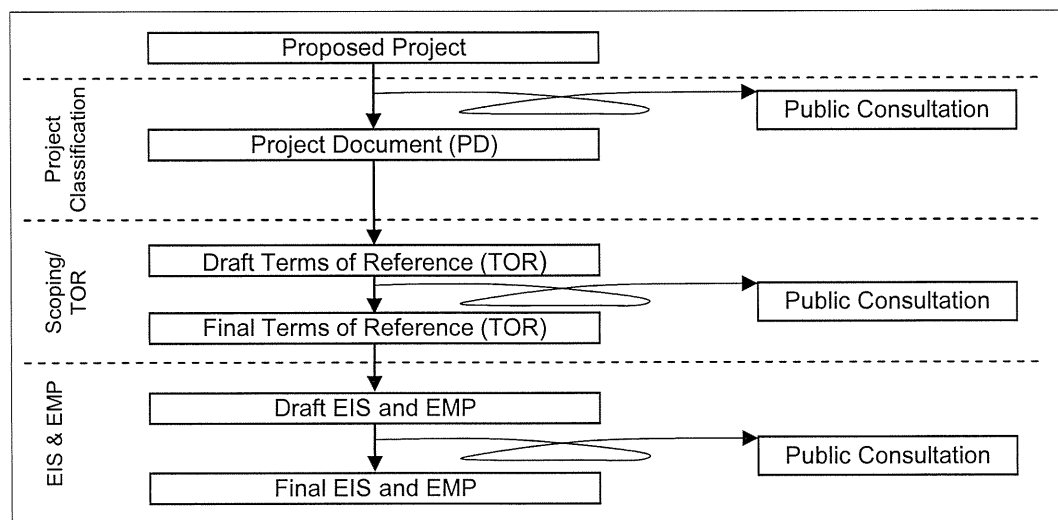 Proposed Project
Project
Classification
Public Consultation
Project Document (PD)
Scoping/
TOR
Draft Terms of Reference (TOR)
Public Consultation
Final Terms of Reference (TOR)
EIS & EMP
Draft EIS and EMP
Public Consultation
Final EIS and EMP